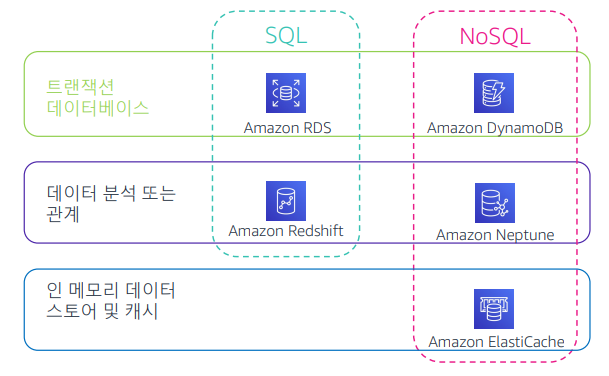 SQL
NoSQL
트랜잭션
데이터베이스
Amazon RDS
Amazon DynamoDB
데이터 분석 또는
관계
Amazon Redshift
Amazon Neptune
인 메모리 데이터
스토어 및 캐시
Amazon ElastiCache